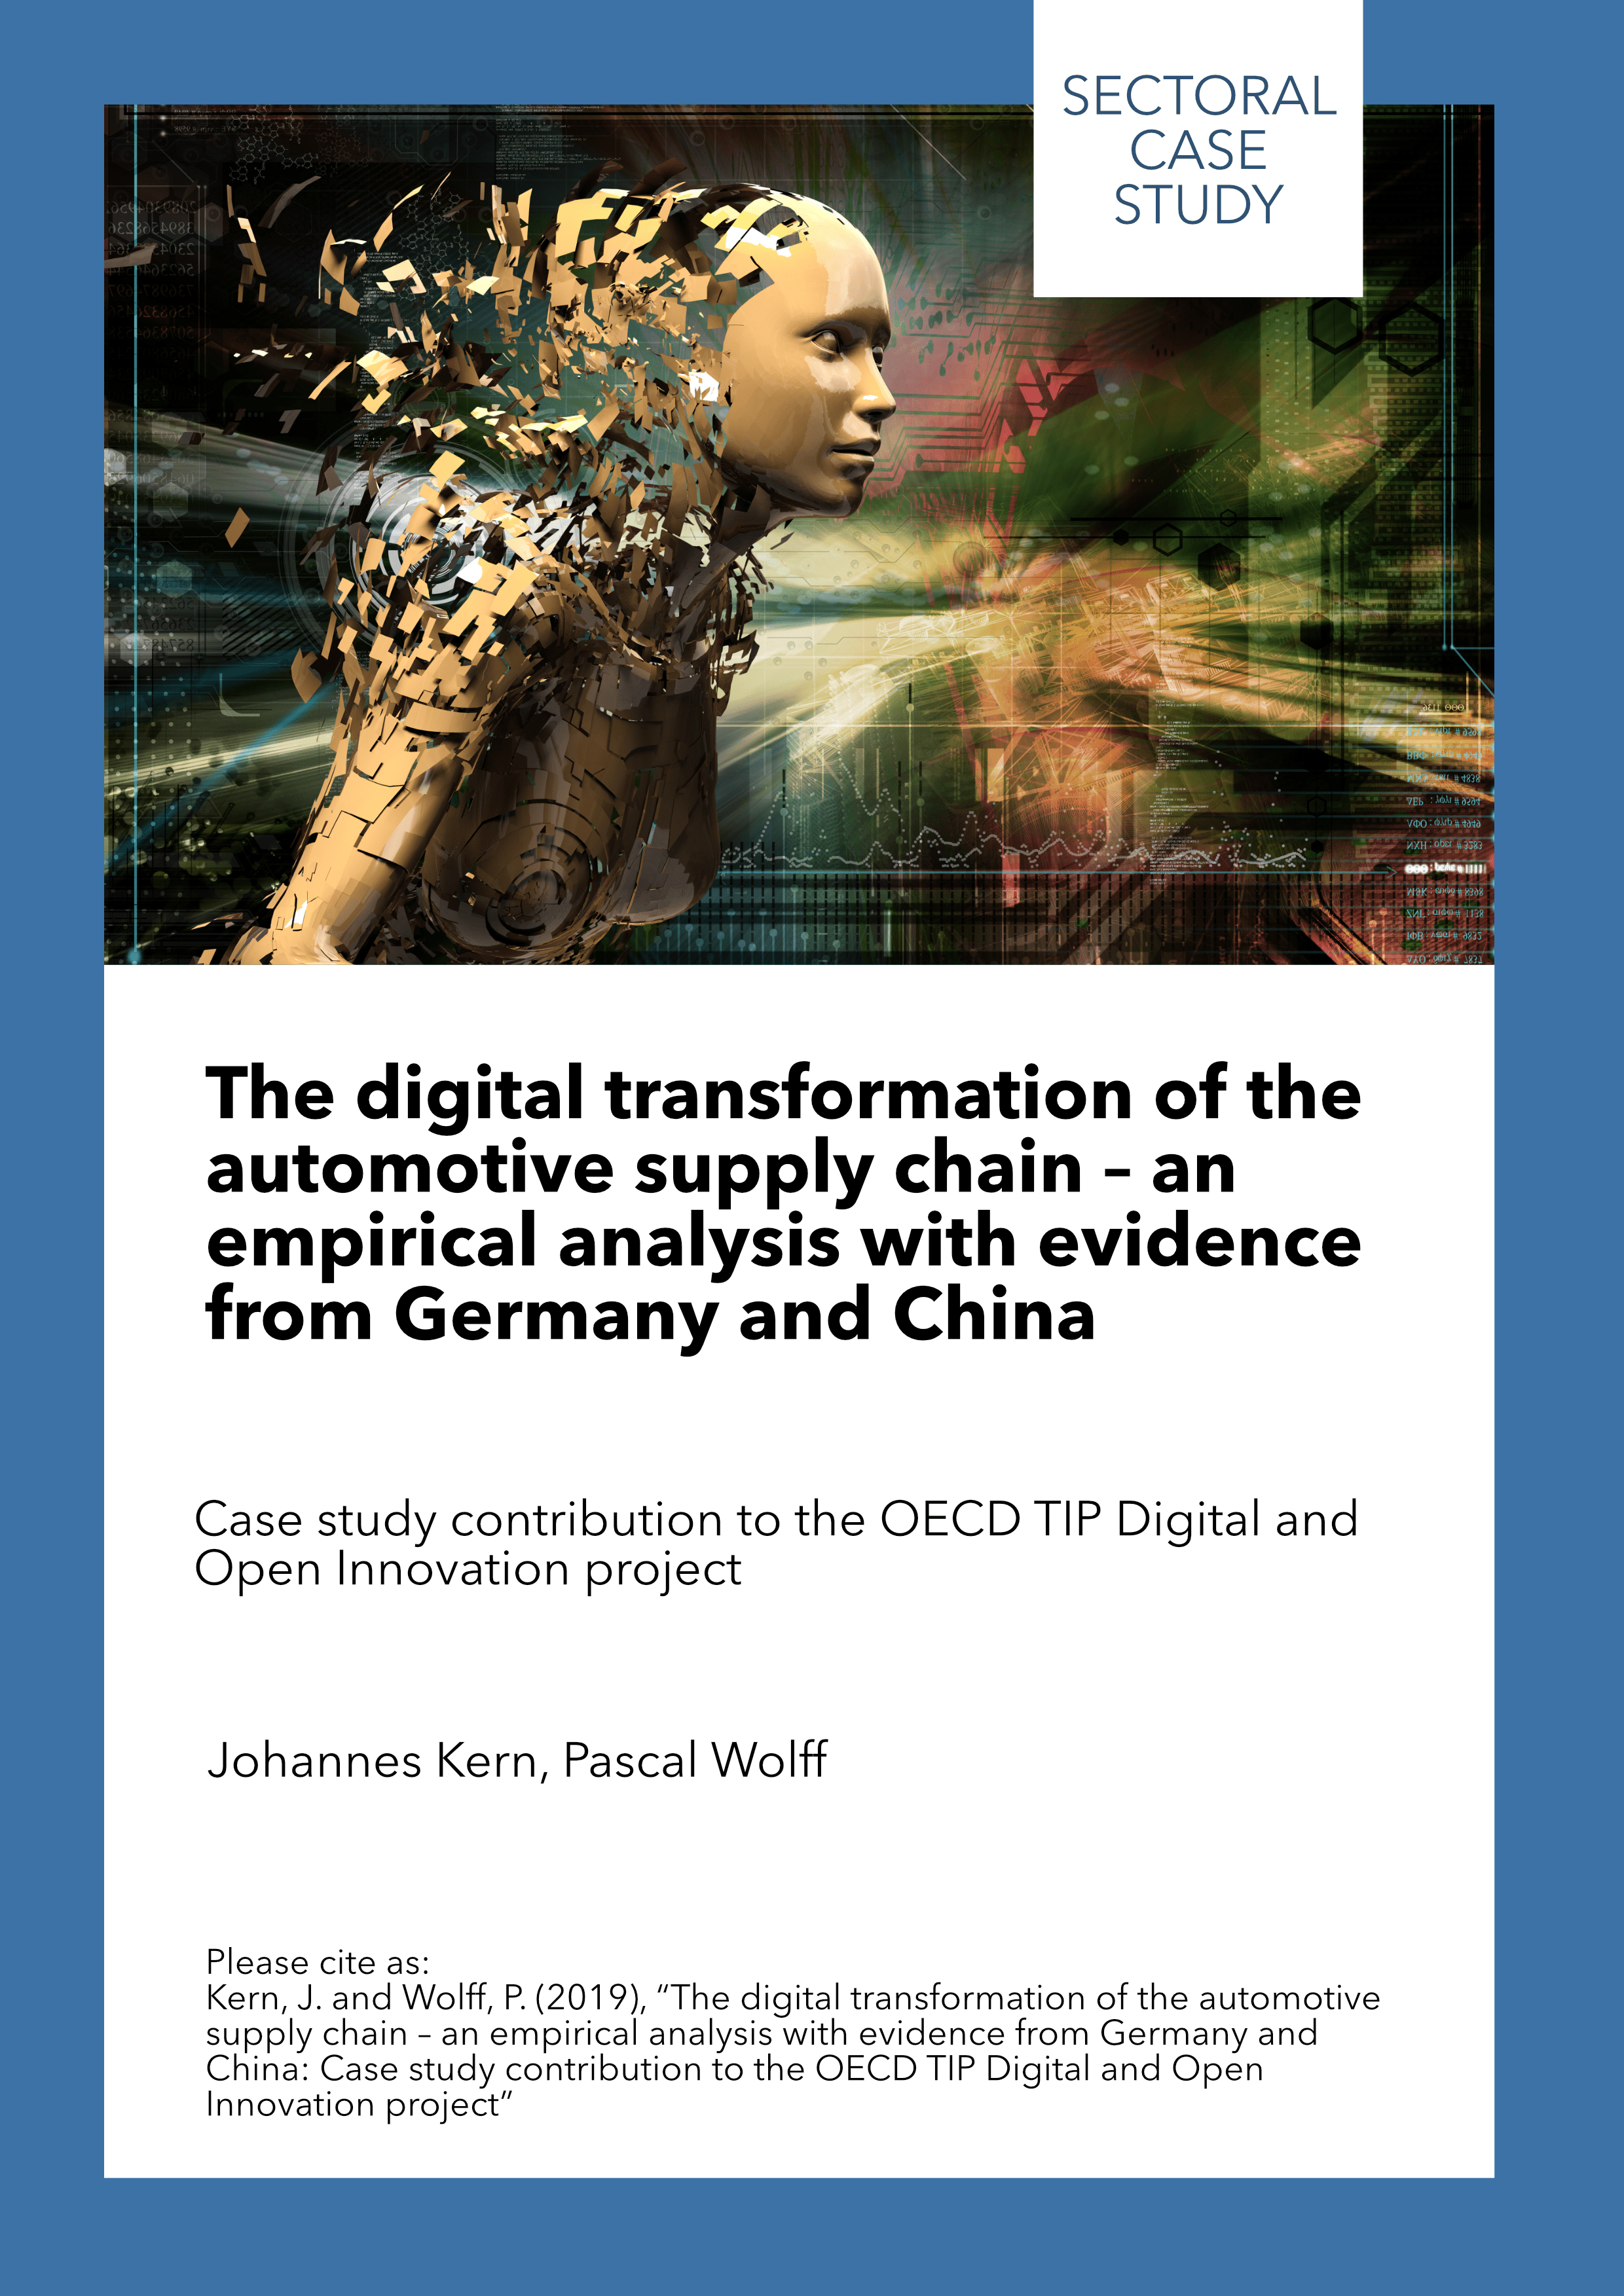 SECTORAL
CASE
STUDY
The digital transformation of the
automotive supply chain – an
empirical analysis with evidence
from Germany and China
Case study contribution to the OECD TIP Digital and
Open Innovation project
Johannes Kern, Pascal Wolff
Please cite as:
Kern, J. and Wolff, P. (2019), “The digital transformation of the automotive
supply chain – an empirical analysis with evidence from Germany and
China: Case study contribution to the OECD TIP Digital and Open
Innovation project”